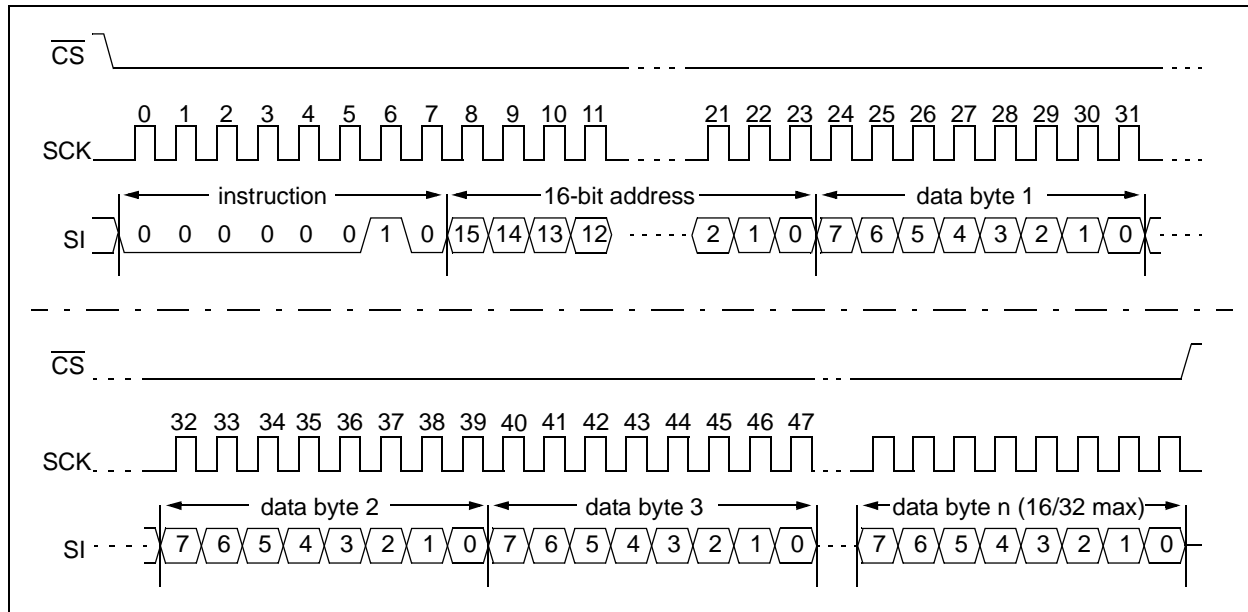 CS
0 1 2 3 4 5 6 7 8 9 10 11 21 22 23 24 25 26 27 28 29 30 31
SCK
instruction 16-bit address data byte 1
SI 0 0 0 0 0 0 1 0 15 14 13 12 2 1 0 7 6 5 4 3 2 1 0
CS
32 33 34 35 36 37 38 39 40 41 42 43 44 45 46 47
SCK
data byte 2 data byte 3 data byte n (16/32 max)
SI 7 6 5 4 3 2 1 0 7 6 5 4 3 2 1 0 7 6 5 4 3 2 1 0